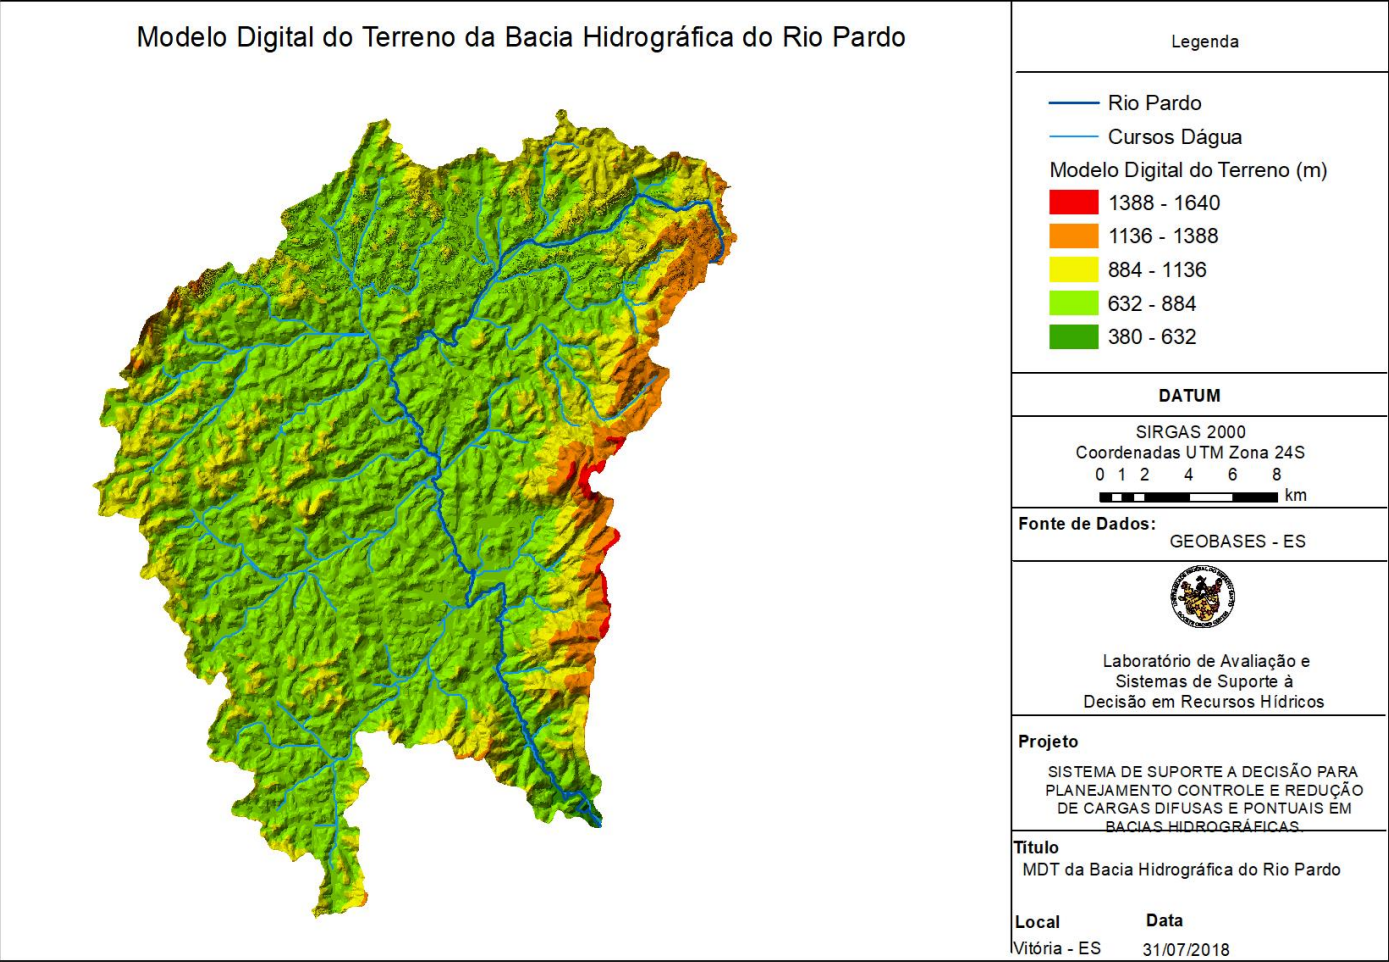 Modelo Digital do Terreno da Bacia Hidrográfica do Rio Pardo
Legenda
Rio Pardo
Cursos Dágua
Modelo Digital do Terreno (m)
1388 - 1640
1136 - 1388
884 - 1136
632 - 884
380 - 632
DATUM
SIRGAS 2000
Coordenadas UTM Zona 24S
0 1 2 4 6 8
km
Fonte de Dados:
GEOBASES - ES
Laboratório de Avaliação e
Sistemas de Suporte à
Decisão em Recursos Hídricos
Projeto
SISTEMA DE SUPORTE A DECISÃO PARA
PLANEJAMENTO CONTROLE E REDUÇÃO
DE CARGAS DIFUSAS E PONTUAIS EM
BACIAS HIDROGRÁFICAS.
Título
MDT da Bacia Hidrográfica do Rio Pardo
Local Data
Vitória - ES 31/07/2018